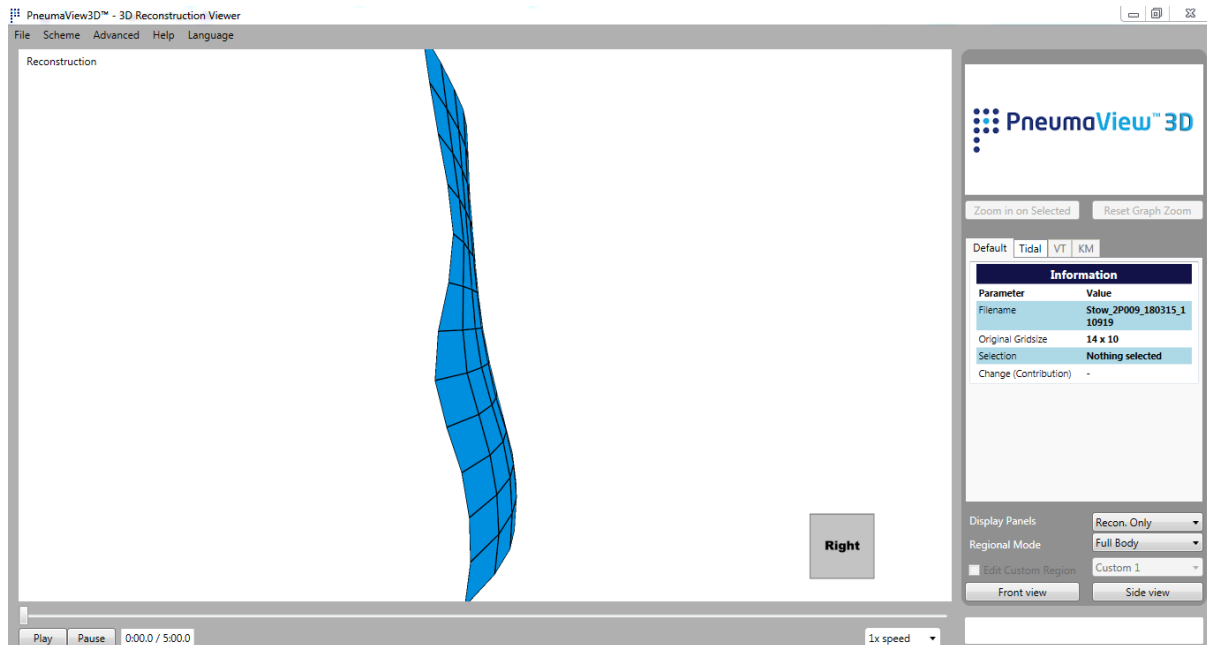 PneumaView3D™ - 3D Reconstruction Viewer
File Scheme Advanced Help Language
Reconstruction
PneumaView™ 3D
Zoom in on Selected Reset Graph Zoom
Default Tidal VT KM
Information
Parameter Value
Filename Stow_2P009_180315_1
10919
Original Gridsize 14 x 10
Selection Nothing selected
Change (Contribution) -
Right
Display Panels Recon. Only
Regional Mode Full Body
Edit Custom Region Custom 1
Front view Side view
Play Pause 0:00.0 / 5:00.0 1x speed